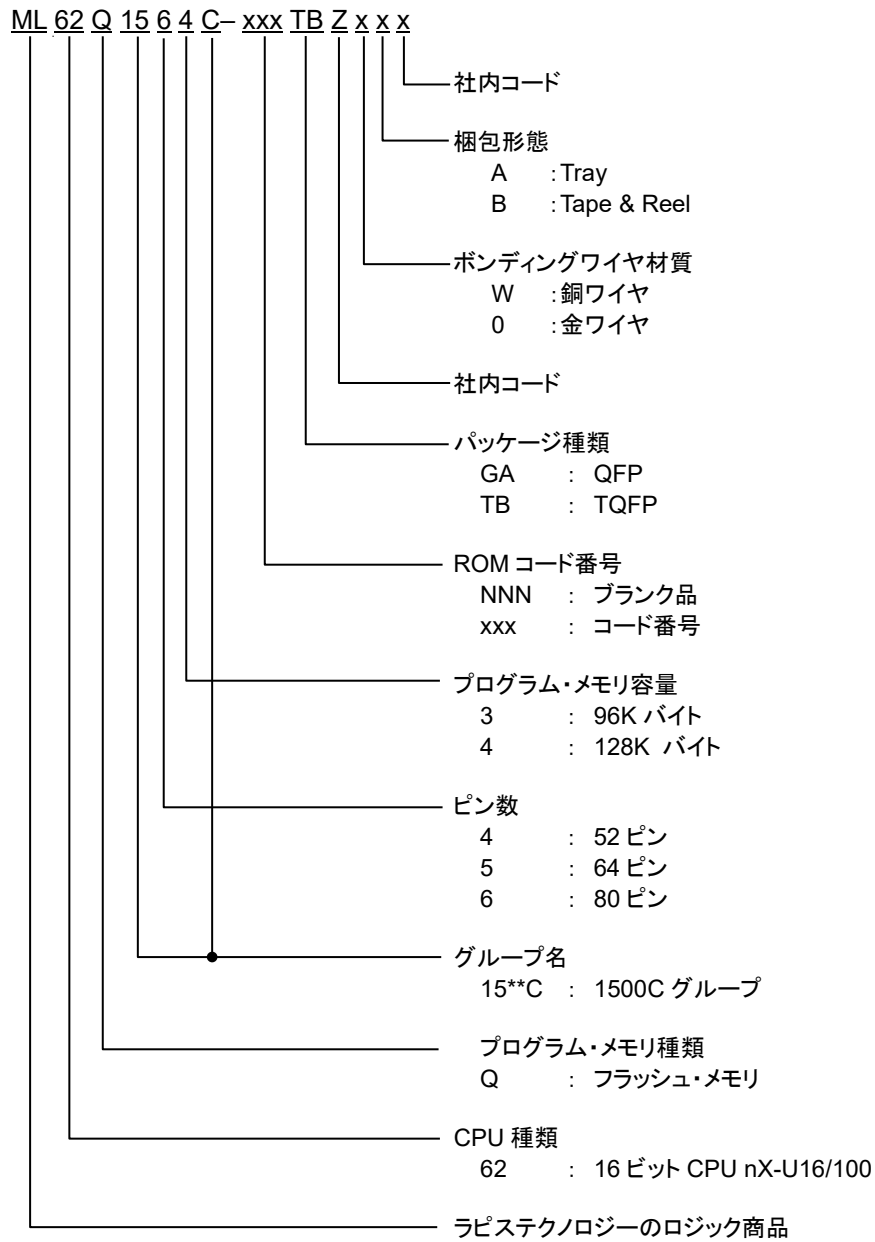 ML 62 Q 15 6 4 C– xxx TB Z x x x
社内コード
梱包形態
A :Tray
B :Tape & Reel
ボンディングワイヤ材質
W :銅ワイヤ
0 :金ワイヤ
社内コード
パッケージ種類
GA : QFP
TB : TQFP
ROM コード番号
NNN : ブランク品
xxx : コード番号
プログラム・メモリ容量
3 : 96K バイト
4 : 128K バイト
ピン数
4 : 52 ピン
5 : 64 ピン
6 : 80 ピン
グループ名
15**C : 1500C グループ
プログラム・メモリ種類
Q : フラッシュ・メモリ
CPU 種類
62 : 16 ビット CPU nX-U16/100
ラピステクノロジーのロジック商品